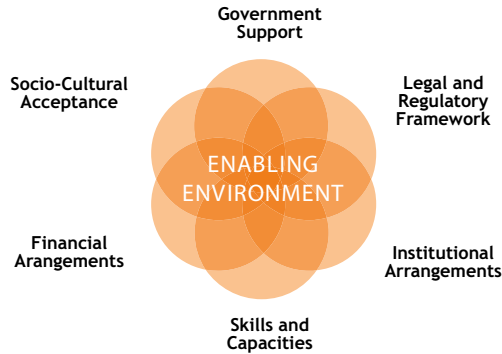 Government
Support
Socio-Cultural
Acceptance
Legal and
Regulatory
Framework
ENABLING
ENVIRONMENT
Financial
Arangements
Institutional
Arrangements
Skills and
Capacities